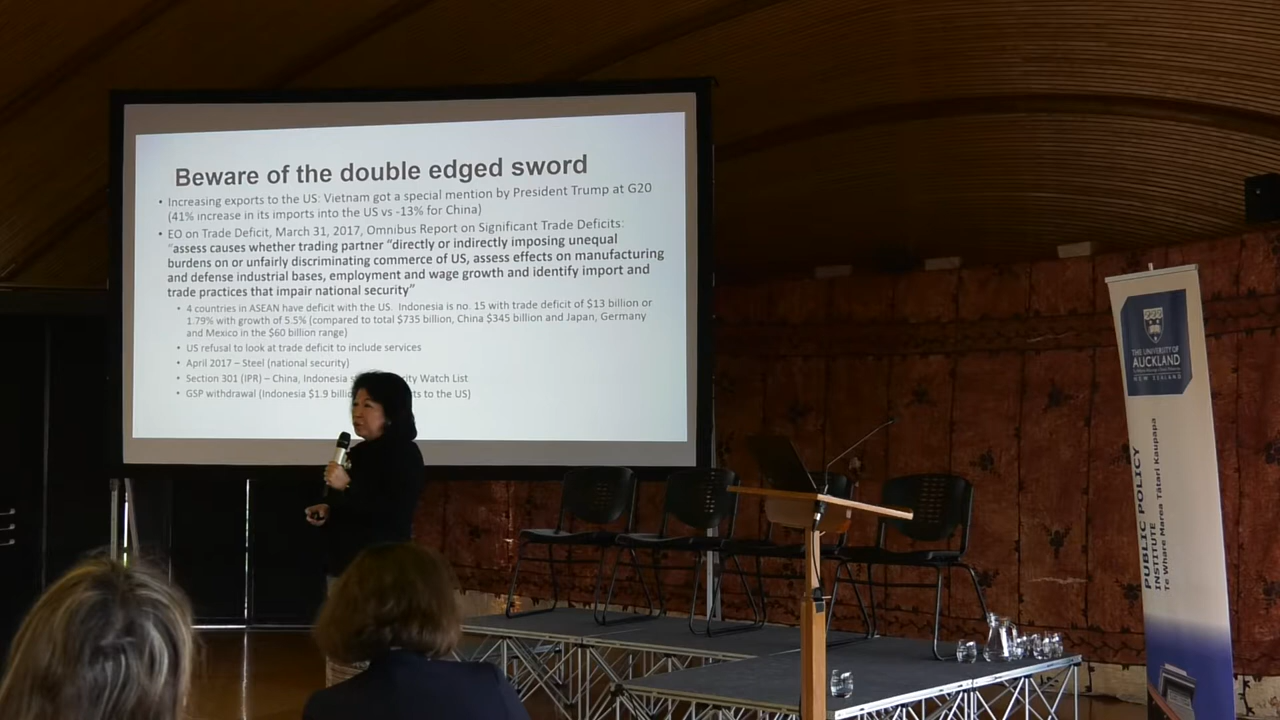 Beware of the double edged sword
• Increasing exports to the US: Vietnam got a special mention by President Trump at G20
(41% increase in its imports into the US vs -13% for China)
• EO on Trade Deficit, March 31, 2017, Omnibus Report on Significant Trade Deficits:
"assess causes whether trading partner "directly or indirectly imposing unequal
burdens on or unfairly discriminating commerce of US, assess effects on manufacturing
and defense industrial bases, employment and wage growth and identify import and
trade practices that impair national security"
• 4 countries in ASEAN have deficit with the US. Indonesia is no. 15 with trade deficit of $13 billion or
1.79% with growth of 5.5% (compared to total $735 billion, China $345 billion and Japan, Germany
and Mexico in the $60 billion range)
• US refusal to look at trade deficit to include services
• April 2017 – Steel (national security)
• Section 301 (IPR) – China, Indonesia Watch List
• GSP withdrawal (Indonesia $1.9 to the US)
THE UNIVERSITY OF
AUCKLAND
NEW ZEALAND
PUBLIC POLICY
INSTITUTE
Te Whare Marea Tātari Kaupapa